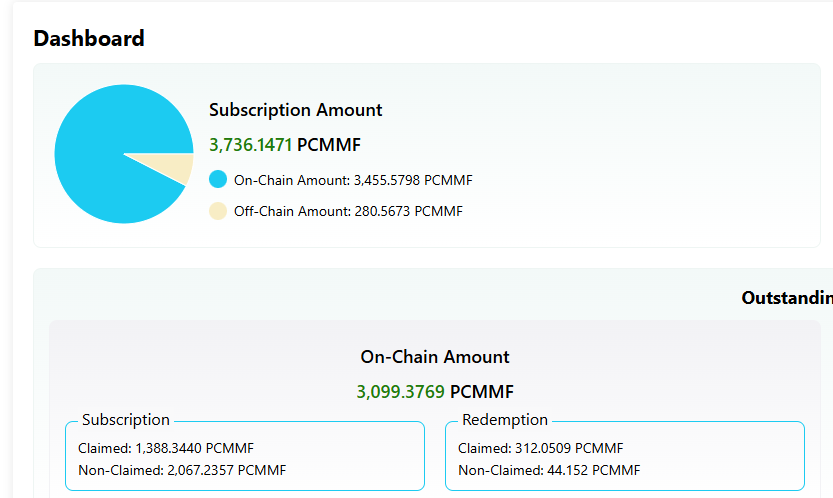 Dashboard
Subscription Amount
3,736.1471 PCMMF
On-Chain Amount: 3,455.5798 PCMMF
Off-Chain Amount: 280.5673 PCMMF
Outstandin
On-Chain Amount
3,099.3769 PCMMF
Subscription
Claimed: 1,388.3440 PCMMF
Non-Claimed: 2,067.2357 PCMMF
Redemption
Claimed: 312.0509 PCMMF
Non-Claimed: 44.152 PCMMF